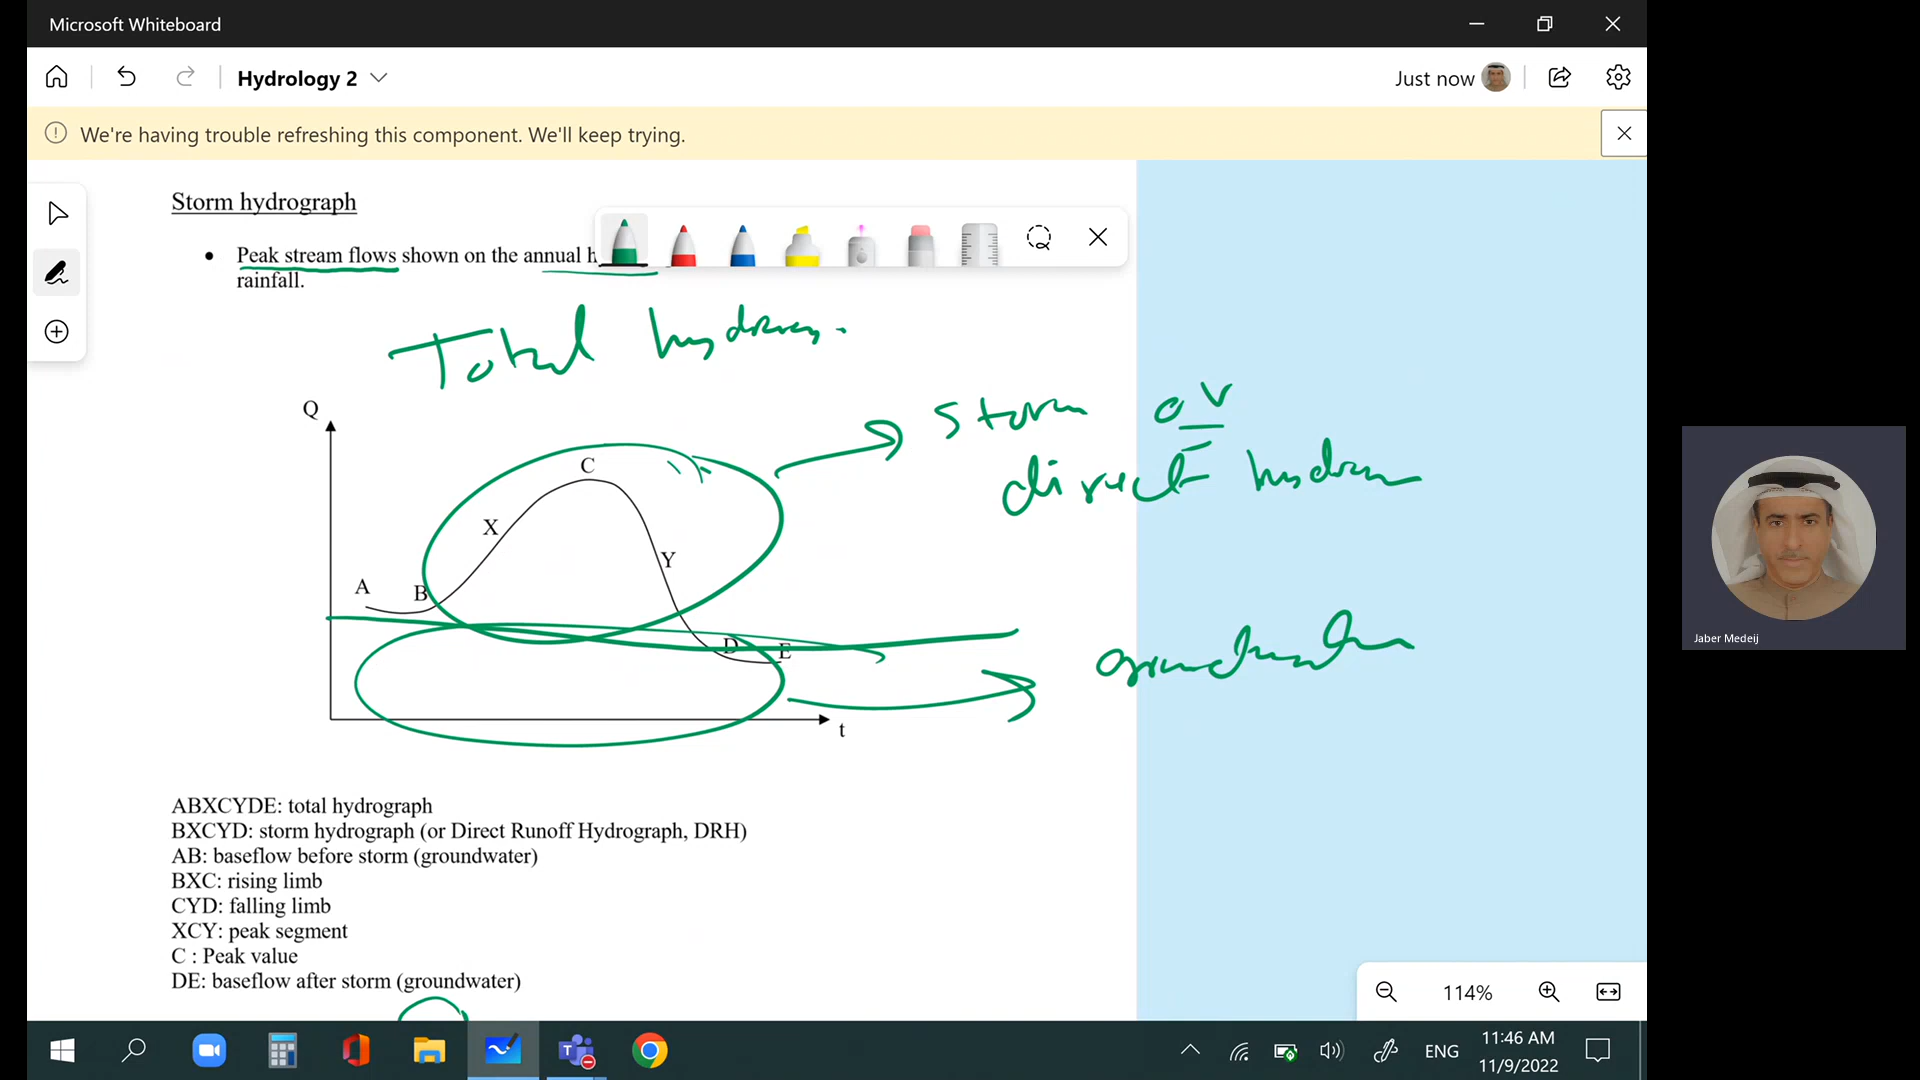 Microsoft Whiteboard
Hydrology 2
Just now
We're having trouble refreshing this component. We'll keep trying.
Storm hydrograph
• Peak stream flows shown on the annual h
rainfall.
Total
Q
storm or
direct
C
X
Y
A
B
D
E
t
Jaber Medeij
ABXCYDE: total hydrograph
BXCYD: storm hydrograph (or Direct Runoff Hydrograph, DRH)
AB: baseflow before storm (groundwater)
BXC: rising limb
CYD: falling limb
XCY: peak segment
C : Peak value
DE: baseflow after storm (groundwater)
114%
ENG
11:46 AM
11/9/2022